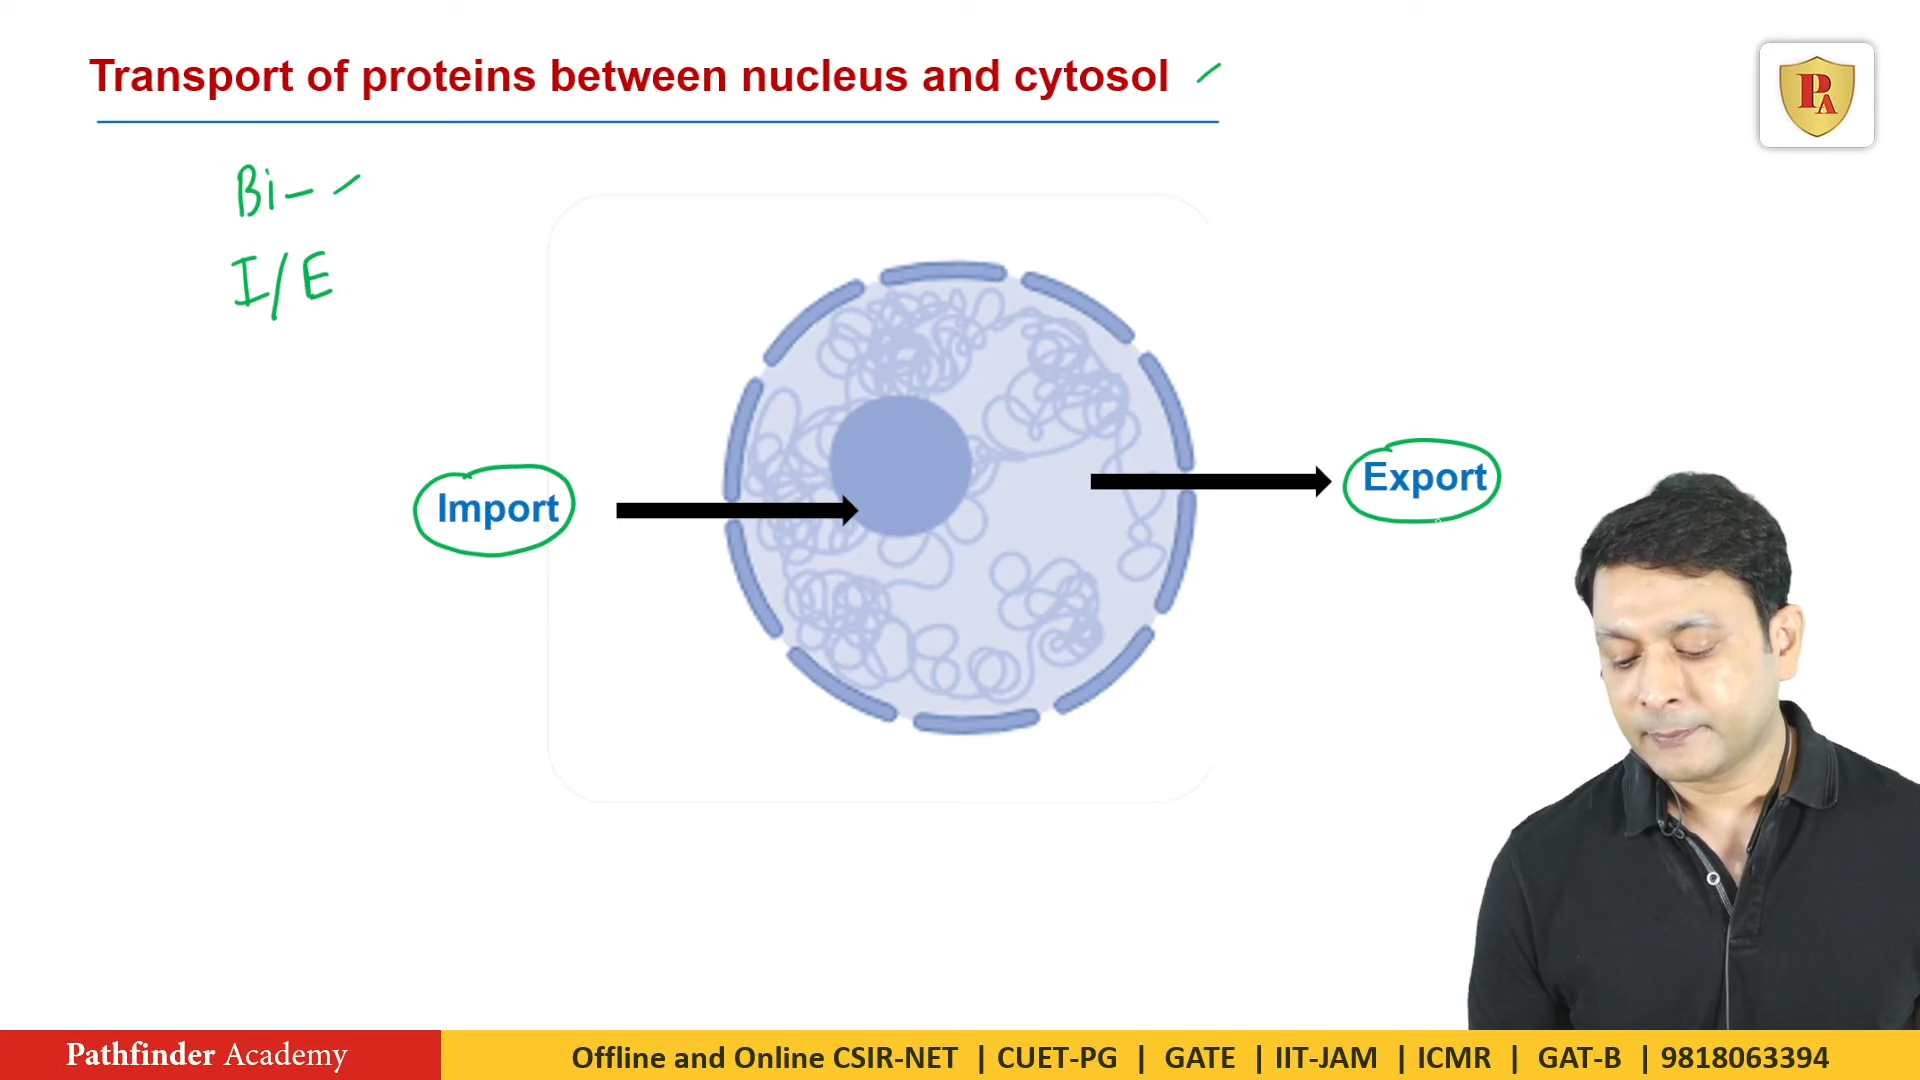 Transport of proteins between nucleus and cytosol
PA
Bi-
I/E
Import
Export
Pathfinder Academy
Offline and Online CSIR-NET | CUET-PG | GATE | IIT-JAM | ICMR | GAT-B | 9818063394